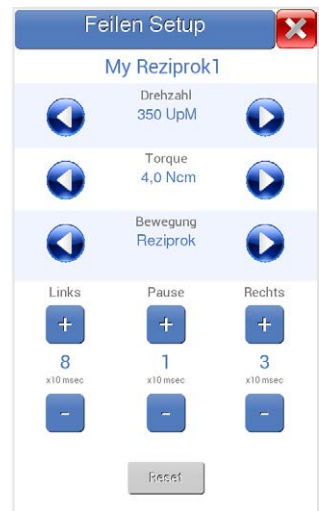 Feilen Setup
My Reziprok1
Drehzahl
350 UpM
Torque
4,0 Ncm
Bewegung
Reziprok
Links Pause Rechts
+ + +
8 1 3
x10 msec x10 msec x10 msec
- - -
Reset